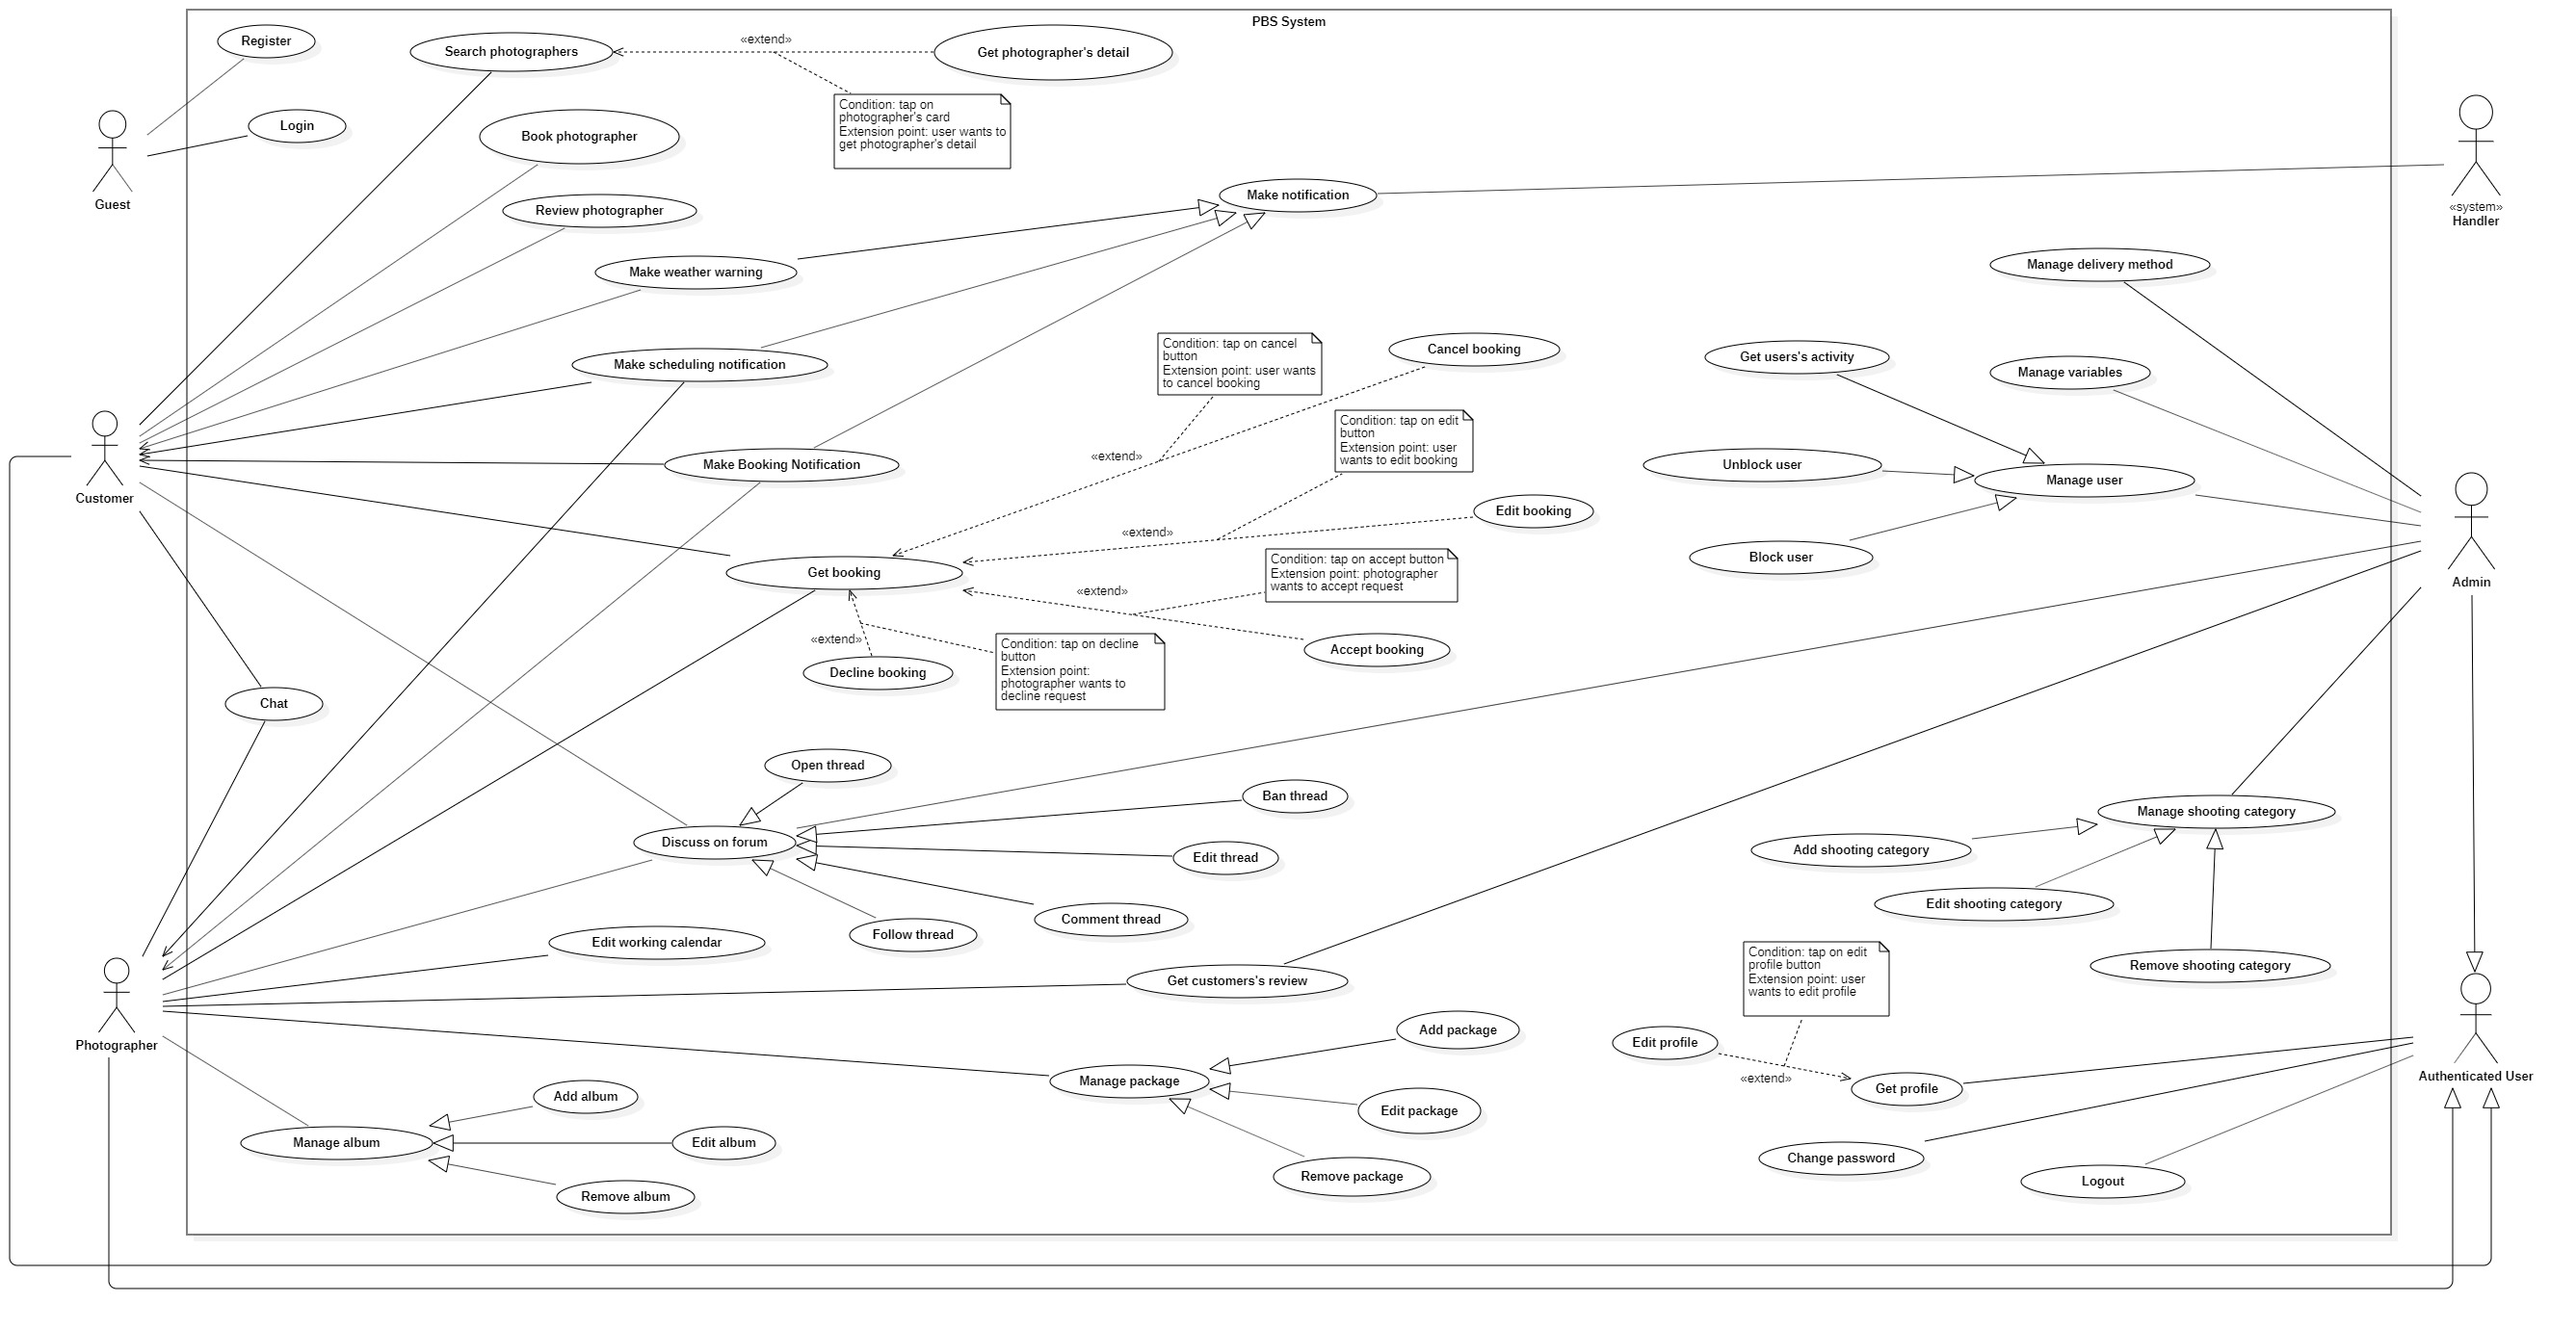 PBS System
Register
Search photographers
«extend»
Get photographer's detail
Condition: tap on
photographer's card
Extension point: user wants to
get photographer's detail
Login
Book photographer
Guest
Review photographer
Make notification
«system»
Handler
Make weather warning
Manage delivery method
Make scheduling notification
Condition: tap on cancel
button
Extension point: user wants
to cancel booking
Cancel booking
Get users's activity
Manage variables
Condition: tap on edit
button
Extension point: user
wants to edit booking
«extend»
Make Booking Notification
Unblock user
Manage user
Customer
Edit booking
«extend»
Block user
Admin
Get booking
Condition: tap on accept button
Extension point: photographer
wants to accept request
«extend»
«extend»
Decline booking
Condition: tap on decline
button
Extension point:
photographer wants to
decline request
Accept booking
Chat
Open thread
Ban thread
Manage shooting category
Discuss on forum
Edit thread
Add shooting category
Comment thread
Edit shooting category
Follow thread
Edit working calendar
Get customers's review
Condition: tap on edit
profile button
Extension point: user
wants to edit profile
Remove shooting category
Photographer
Add package
Edit profile
«extend»
Get profile
Authenticated User
Manage package
Add album
Edit package
Manage album
Edit album
Change password
Remove album
Remove package
Logout